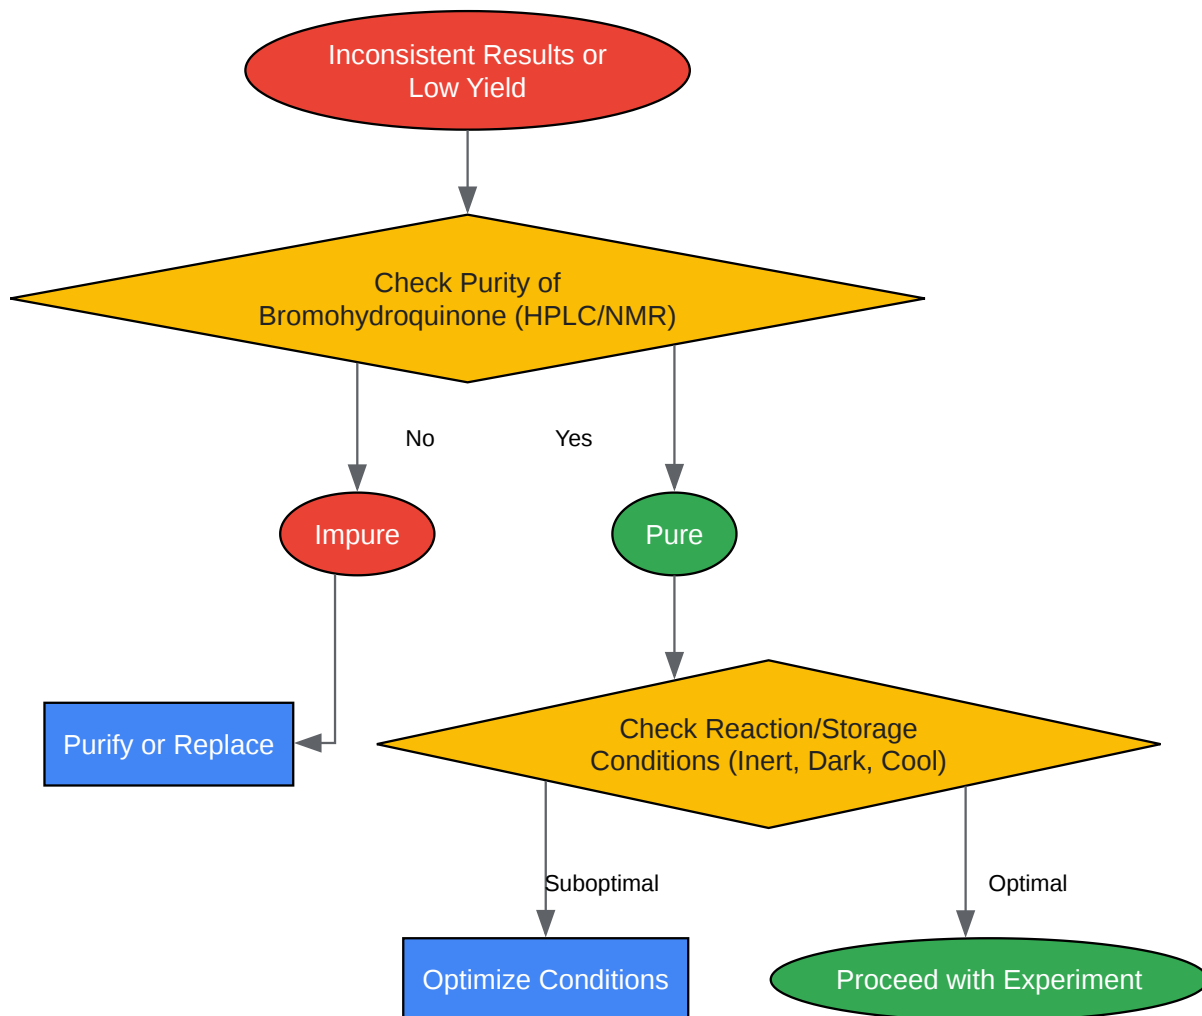 Inconsistent Results or
Low Yield
Check Purity of
Bromohydroquinone (HPLC/NMR)
No
Yes
Impure
Pure
Purify or Replace
Check Reaction/Storage
Conditions (Inert, Dark, Cool)
Suboptimal
Optimal
Optimize Conditions
Proceed with Experiment